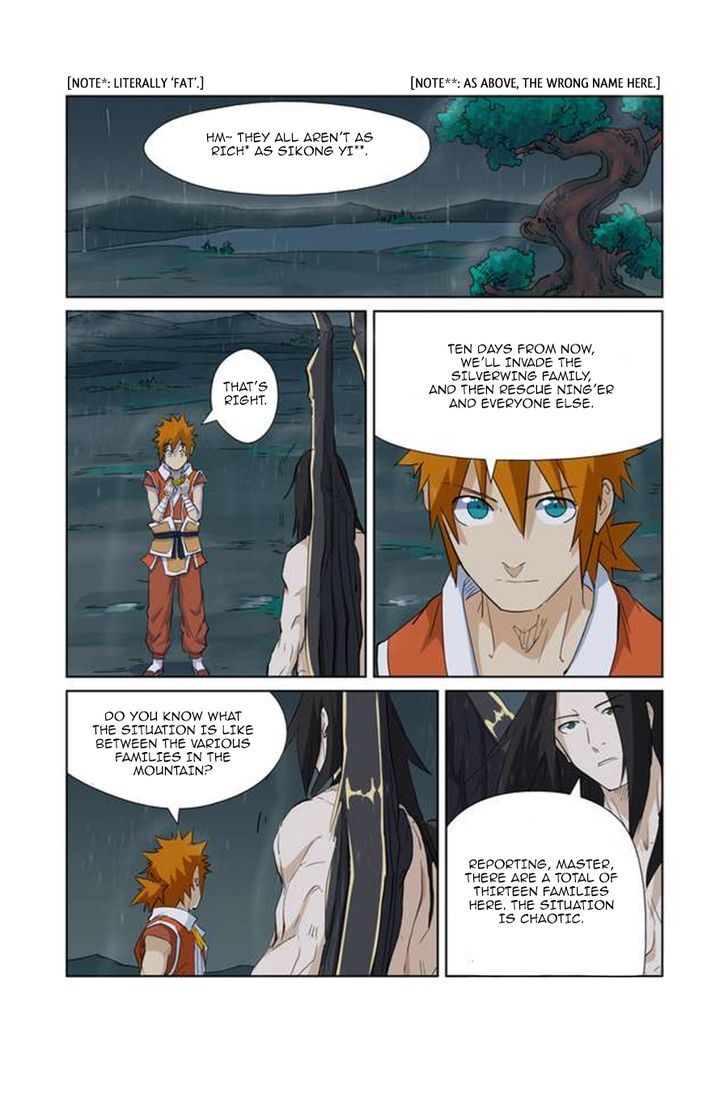 [NOTE*: LITERALLY ‘FAT’.]
[NOTE**: AS ABOVE, THE WRONG NAME HERE.]
HM~ THEY ALL AREN'T AS
RICH* AS SIKONG YI**.
THAT'S
RIGHT.
TEN DAYS FROM NOW,
WE'LL INVADE THE
SILVERWING FAMILY,
AND THEN RESCUE NING'ER
AND EVERYONE ELSE.
DO YOU KNOW WHAT
THE SITUATION IS LIKE
BETWEEN THE VARIOUS
FAMILIES IN THE
MOUNTAIN?
REPORTING, MASTER,
THERE ARE A TOTAL OF
THIRTEEN FAMILIES
HERE. THE SITUATION
IS CHAOTIC.